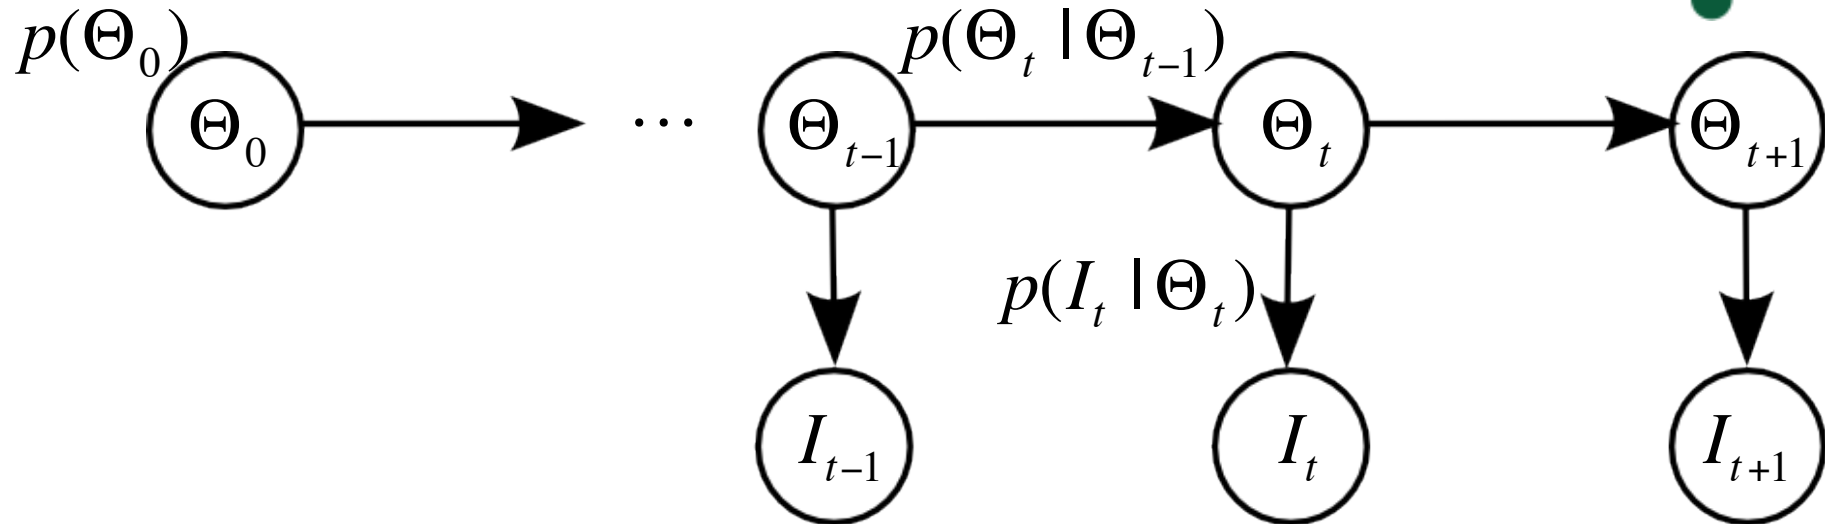 p(Θ₀)
p(Θₜ | Θₜ₋₁)
Θ₀
...
Θₜ₋₁
Θₜ
Θₜ₊₁
p(Iₜ | Θₜ)
Iₜ₋₁
Iₜ
Iₜ₊₁